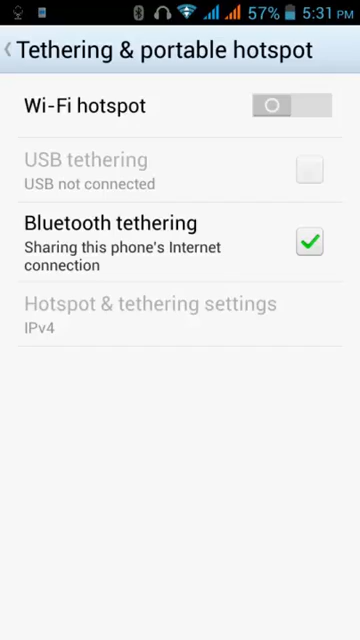 57% 5:31 PM
Tethering & portable hotspot
Wi-Fi hotspot
USB tethering
USB not connected
Bluetooth tethering
Sharing this phone's Internet
connection
Hotspot & tethering settings
IPv4